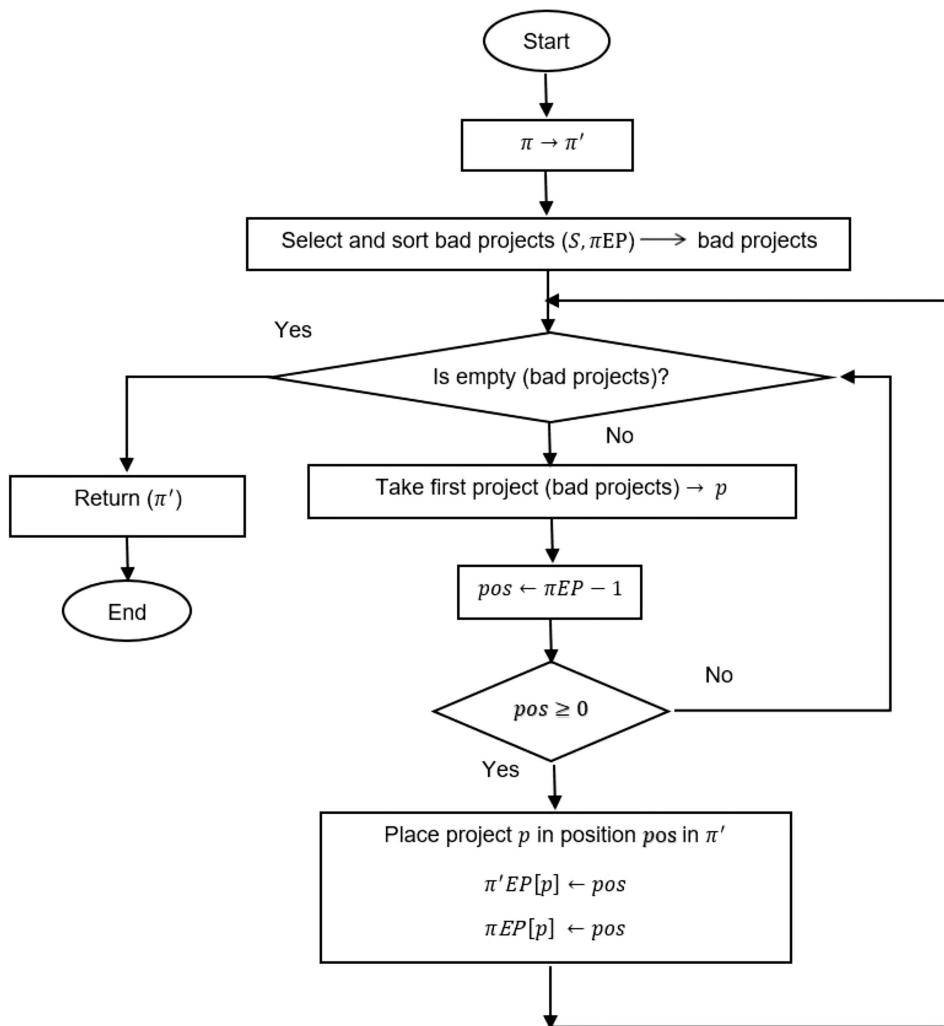 Start
π → π′
Select and sort bad projects (S, πEP) ⟶ bad projects
Yes
Is empty (bad projects)?
No
Return (π′)
Take first project (bad projects) → p
End
pos ← πEP − 1
No
pos ≥ 0
Yes
Place project p in position pos in π′
π′EP[p] ← pos
πEP[p] ← pos